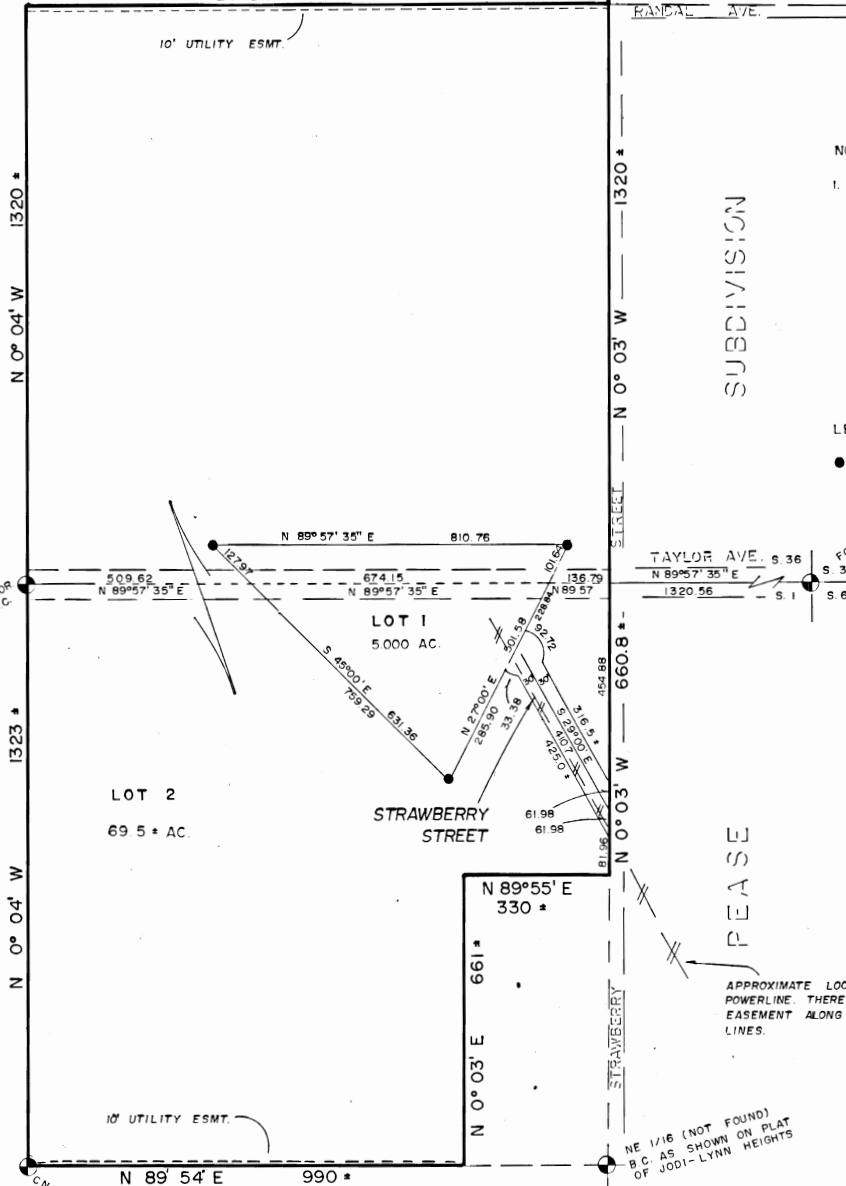 RANDAL AVE.
10' UTILITY ESMT.
1320 ±
N 0° 04' W
1320 ±
N 0° 03' W
SUBDIVISION
STREET
N 89° 57' 35" E 810.76
127.97
101.64
TAYLOR AVE. S. 36
N 89°57' 35" E
1320.56 S. 1
S. 3
S. 6
509.62
N 89°57' 35" E
674.15
N 89°57' 35" E
136.79
N 89 57
LOT 1
5.000 AC.
228.84
501.58
92.72
S 45°00' E
759.29
631.36
N 27°00' E
285.90
33.38
30' 30'
316.5 ±
S 29°00' E
410.7
425.0 ±
454.88
660.8 ±
N 0° 03' W
1323 ±
N 0° 04' W
LOT 2
69.5 ± AC.
STRAWBERRY
STREET
61.98
61.98
81.96
N 89°55' E
330 ±
661 ±
N 0° 03' E
PEASE
STRAWBERRY
APPROXIMATE LOC
POWERLINE. THERE
EASEMENT ALONG
LINES.
10' UTILITY ESMT.
N 89° 54' E 990 ±
NE 1/16 (NOT FOUND)
B.C. AS SHOWN ON PLAT
OF JODI-LYNN HEIGHTS